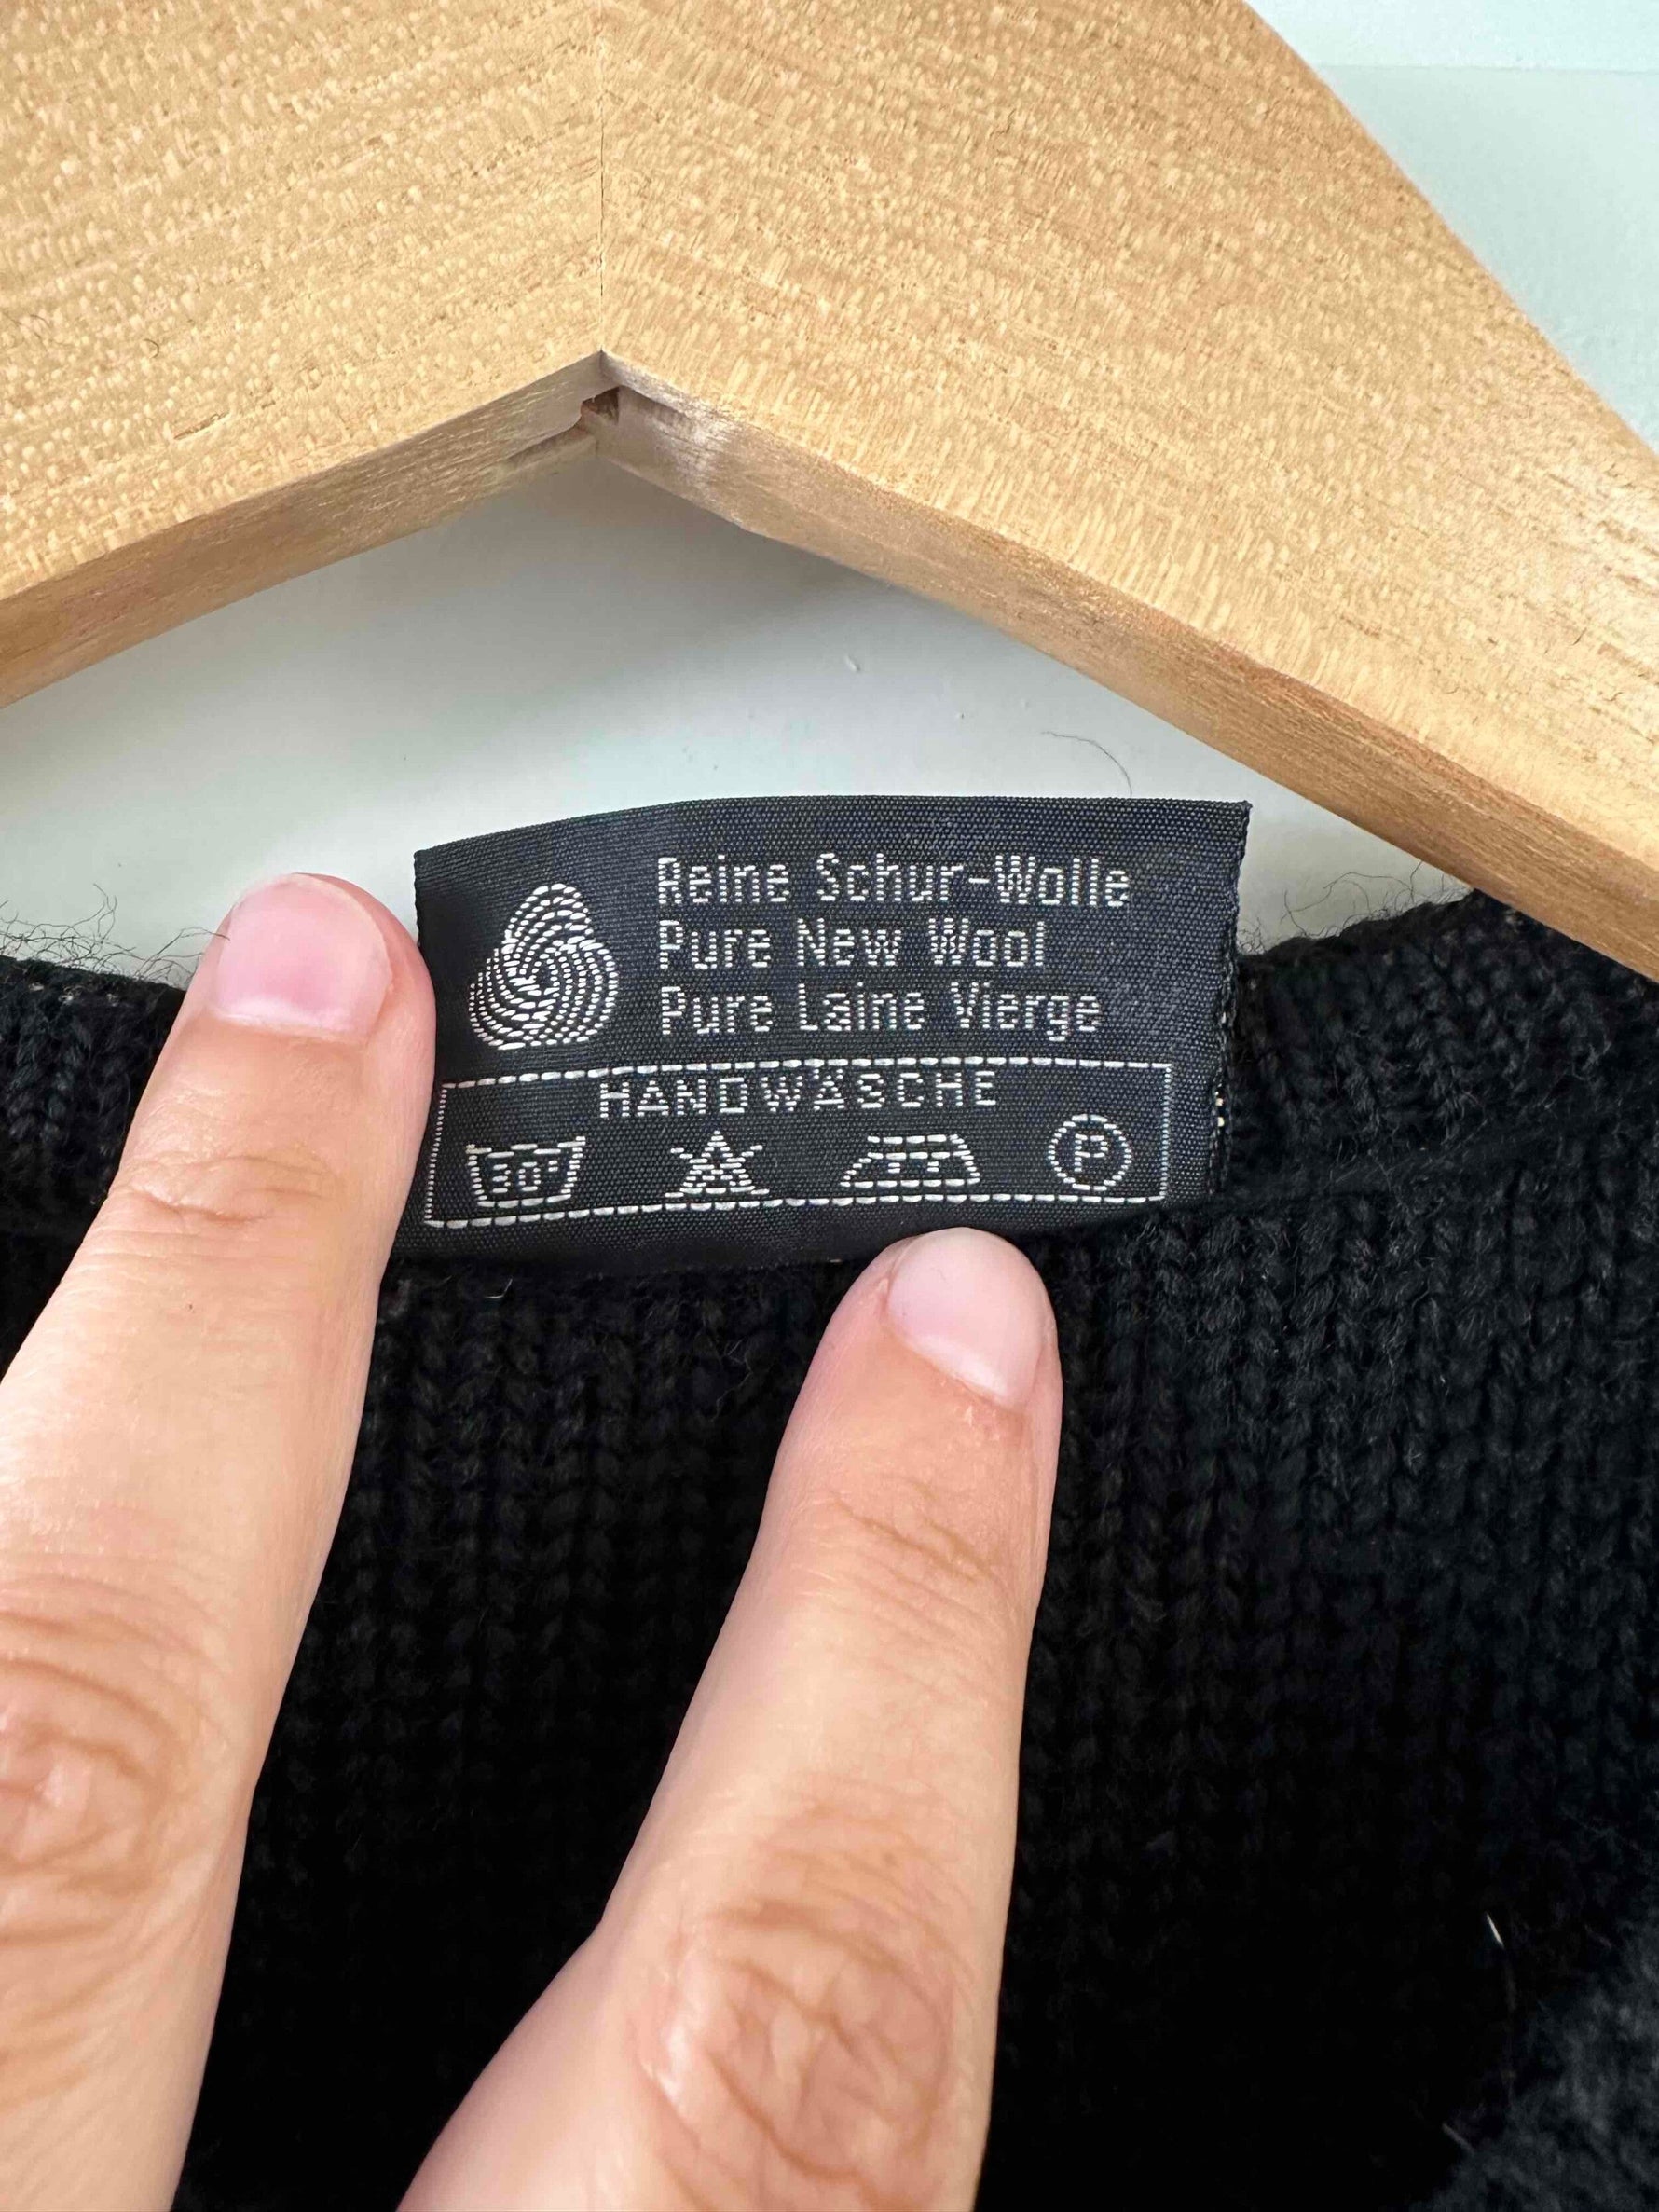 Reine Schur-Wolle
Pure New Wool
Pure Laine Vierge
HANDWÄSCHE
30° P